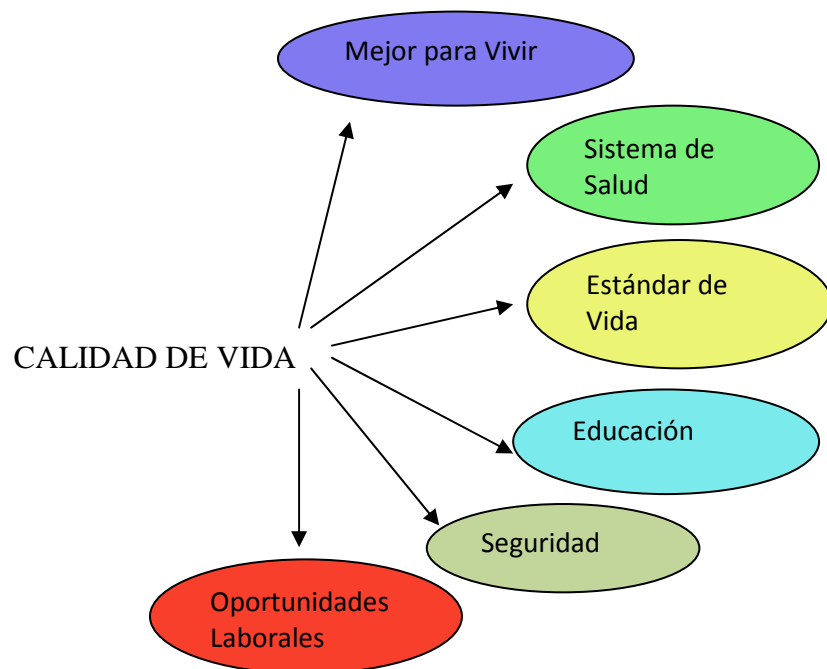 Mejor para Vivir
Sistema de
Salud
Estándar de
Vida
CALIDAD DE VIDA
Educación
Seguridad
Oportunidades
Laborales